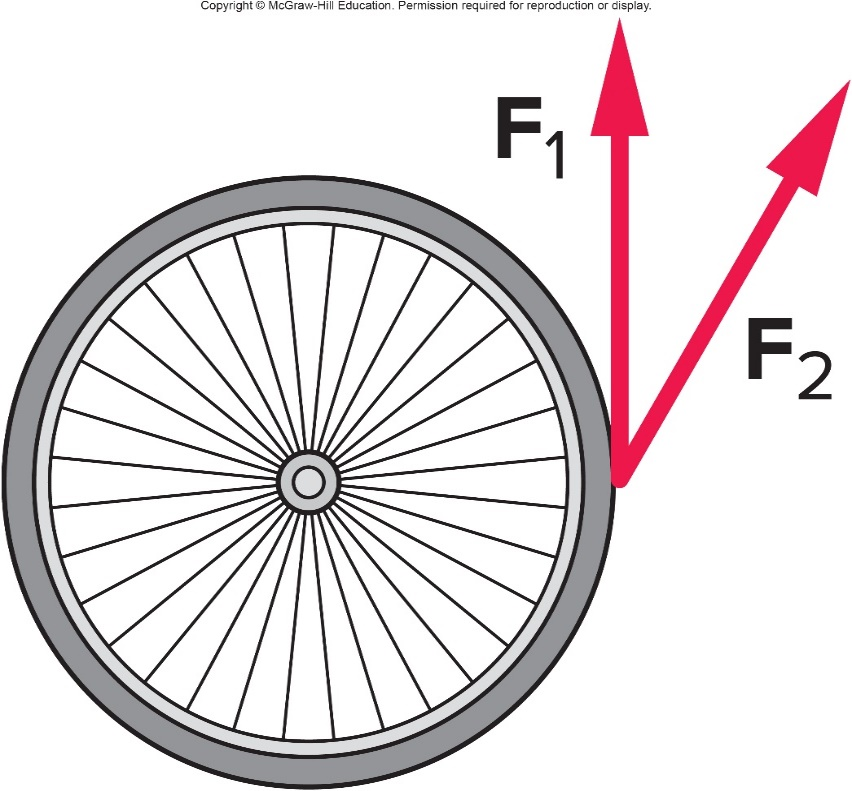 Copyright © McGraw-Hill Education. Permission required for reproduction or display.
F1
F2